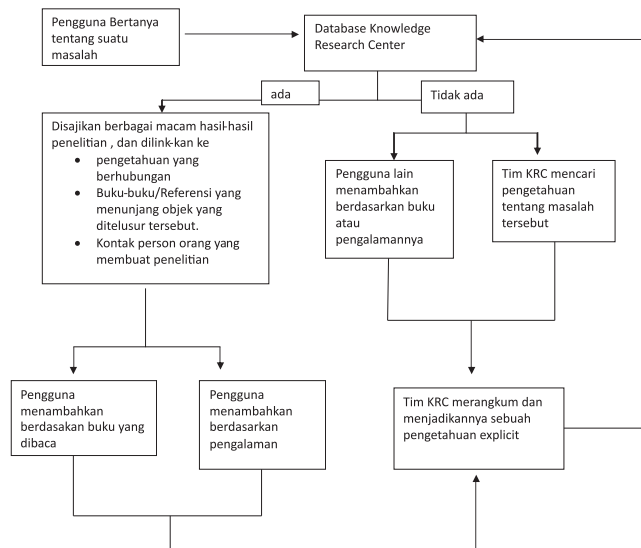 Pengguna Bertanya
tentang suatu
masalah
Database Knowledge
Research Center
ada
Tidak ada
Disajikan berbagai macam hasil-hasil
penelitian , dan dilink-kan ke
• pengetahuan yang
berhubungan
• Buku-buku/Referensi yang
menunjang objek yang
ditelusur tersebut.
• Kontak person orang yang
membuat penelitian
Pengguna lain
menambahkan
berdasarkan buku
atau
pengalamannya
Tim KRC mencari
pengetahuan
tentang masalah
tersebut
Pengguna
menambahkan
berdasakan buku yang
dibaca
Pengguna
menambahkan
berdasarkan
pengalaman
Tim KRC merangkum dan
menjadikannya sebuah
pengetahuan explicit